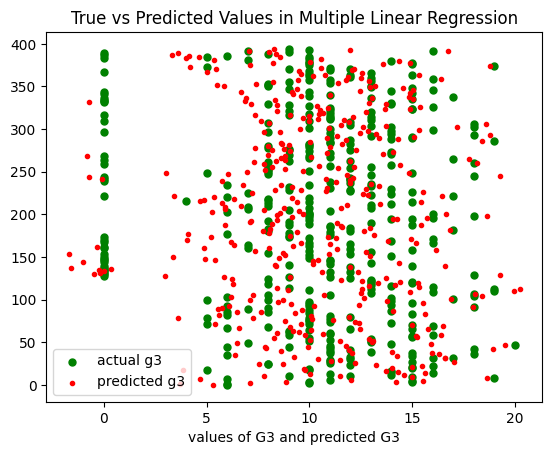 True vs Predicted Values in Multiple Linear Regression
400
350
300
250
200
150
100
50
0
actual g3
predicted g3
0 5 10 15 20
values of G3 and predicted G3